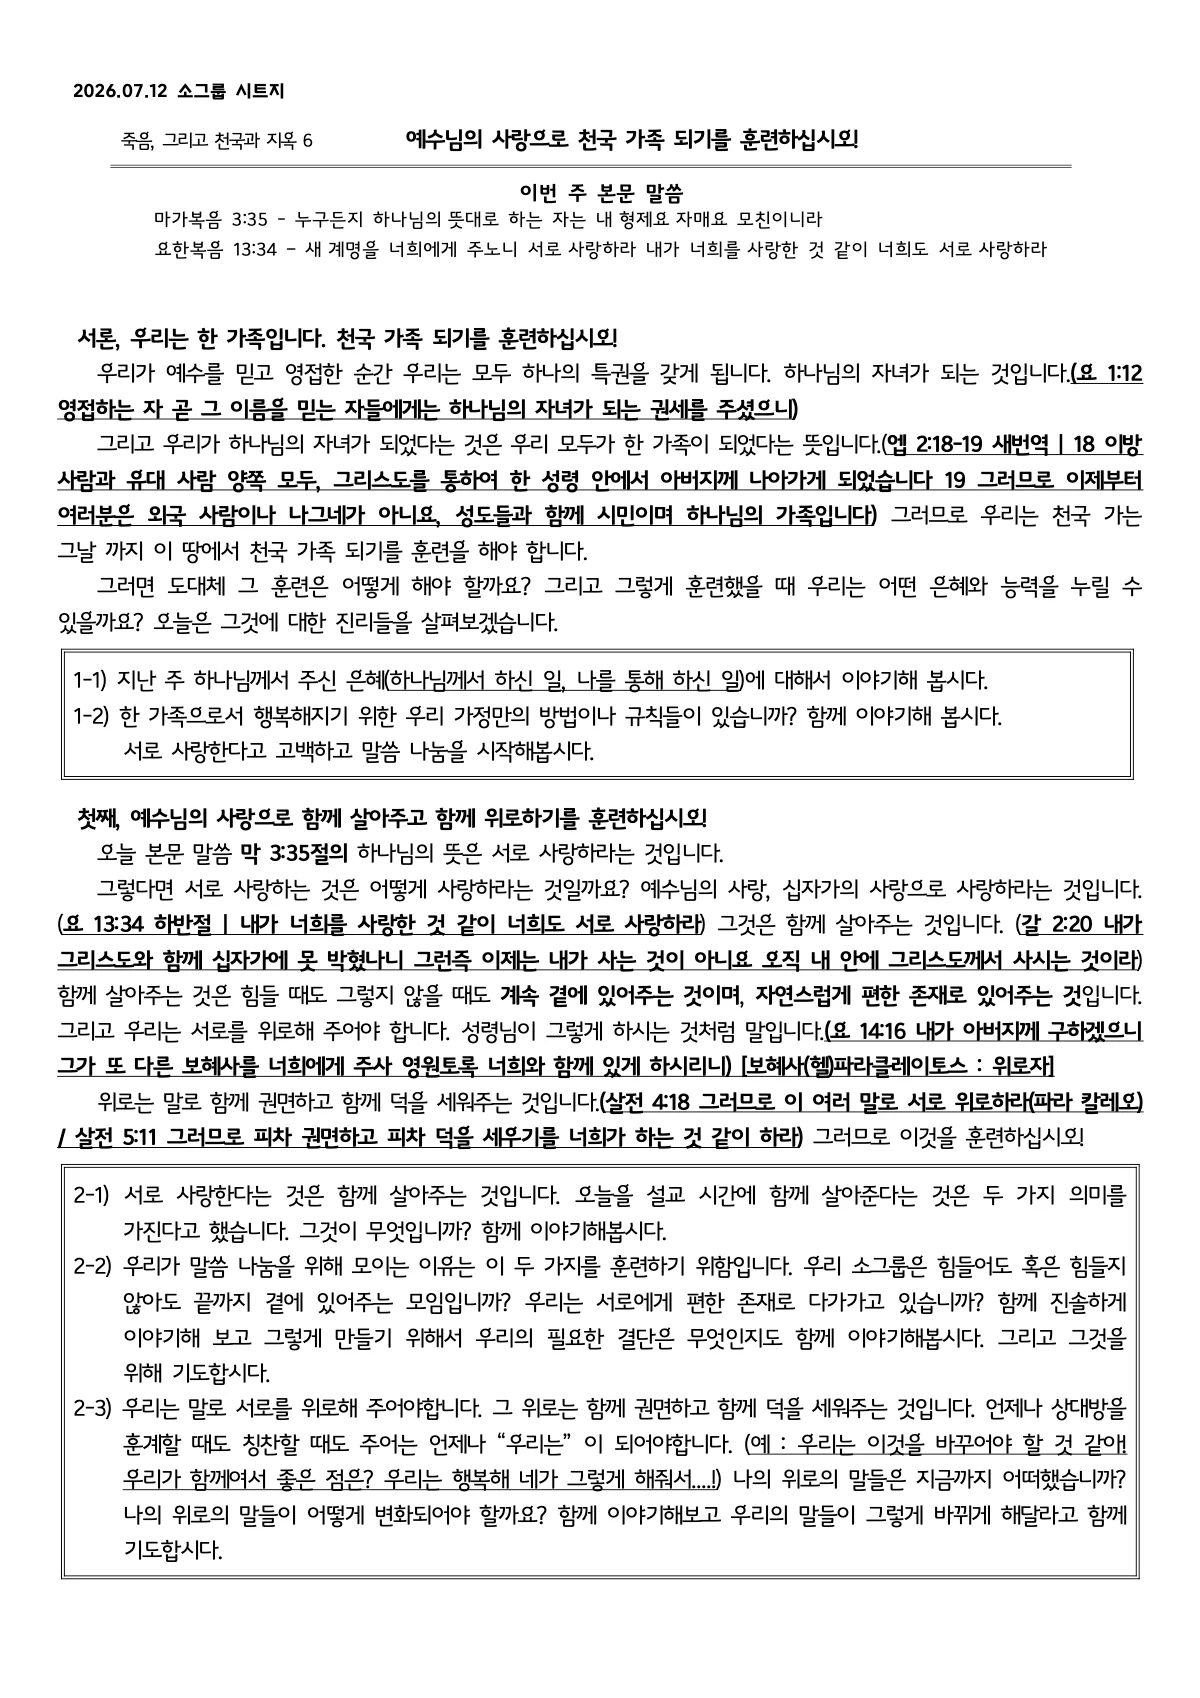 2026.07.12 소그룹 시트지
죽음, 그리고 천국과 지옥 6 예수님의 사랑으로 천국 가족 되기를 훈련하십시오!
이번 주 본문 말씀
마가복음 3:35 - 누구든지 하나님의 뜻대로 하는 자는 내 형제요 자매요 모친이니라
요한복음 13:34 - 새 계명을 너희에게 주노니 서로 사랑하라 내가 너희를 사랑한 것 같이 너희도 서로 사랑하라
서론, 우리는 한 가족입니다. 천국 가족 되기를 훈련하십시오!
우리가 예수를 믿고 영접한 순간 우리는 모두 하나의 특권을 갖게 됩니다. 하나님의 자녀가 되는 것입니다.(요 1:12
영접하는 자 곧 그 이름을 믿는 자들에게는 하나님의 자녀가 되는 권세를 주셨으니)
그리고 우리가 하나님의 자녀가 되었다는 것은 우리 모두가 한 가족이 되었다는 뜻입니다.(엡 2:18-19 새번역 | 18 이방
사람과 유대 사람 양쪽 모두, 그리스도를 통하여 한 성령 안에서 아버지께 나아가게 되었습니다 19 그러므로 이제부터
여러분은 외국 사람이나 나그네가 아니요, 성도들과 함께 시민이며 하나님의 가족입니다) 그러므로 우리는 천국 가는
그날 까지 이 땅에서 천국 가족 되기를 훈련을 해야 합니다.
그러면 도대체 그 훈련은 어떻게 해야 할까요? 그리고 그렇게 훈련했을 때 우리는 어떤 은혜와 능력을 누릴 수
있을까요? 오늘은 그것에 대한 진리들을 살펴보겠습니다.
1-1) 지난 주 하나님께서 주신 은혜(하나님께서 하신 일, 나를 통해 하신 일)에 대해서 이야기해 봅시다.
1-2) 한 가족으로서 행복해지기 위한 우리 가정만의 방법이나 규칙들이 있습니까? 함께 이야기해 봅시다.
서로 사랑한다고 고백하고 말씀 나눔을 시작해봅시다.
첫째, 예수님의 사랑으로 함께 살아주고 함께 위로하기를 훈련하십시오!
오늘 본문 말씀 막 3:35절의 하나님의 뜻은 서로 사랑하라는 것입니다.
그렇다면 서로 사랑하는 것은 어떻게 사랑하라는 것일까요? 예수님의 사랑, 십자가의 사랑으로 사랑하라는 것입니다.
(요 13:34 하반절 | 내가 너희를 사랑한 것 같이 너희도 서로 사랑하라) 그것은 함께 살아주는 것입니다. (갈 2:20 내가
그리스도와 함께 십자가에 못 박혔나니 그런즉 이제는 내가 사는 것이 아니요 오직 내 안에 그리스도께서 사시는 것이라)
함께 살아주는 것은 힘들 때도 그렇지 않을 때도 계속 곁에 있어주는 것이며, 자연스럽게 편한 존재로 있어주는 것입니다.
그리고 우리는 서로를 위로해 주어야 합니다. 성령님이 그렇게 하시는 것처럼 말입니다.(요 14:16 내가 아버지께 구하겠으니
그가 또 다른 보혜사를 너희에게 주사 영원토록 너희와 함께 있게 하시리니) [보혜사(헬)파라클레이토스 : 위로자]
위로는 말로 함께 권면하고 함께 덕을 세워주는 것입니다.(살전 4:18 그러므로 이 여러 말로 서로 위로하라(파라 칼레오)
/ 살전 5:11 그러므로 피차 권면하고 피차 덕을 세우기를 너희가 하는 것 같이 하라) 그러므로 이것을 훈련하십시오!
2-1) 서로 사랑한다는 것은 함께 살아주는 것입니다. 오늘을 설교 시간에 함께 살아준다는 것은 두 가지 의미를
가진다고 했습니다. 그것이 무엇입니까? 함께 이야기해봅시다.
2-2) 우리가 말씀 나눔을 위해 모이는 이유는 이 두 가지를 훈련하기 위함입니다. 우리 소그룹은 힘들어도 혹은 힘들지
않아도 끝까지 곁에 있어주는 모임입니까? 우리는 서로에게 편한 존재로 다가가고 있습니까? 함께 진솔하게
이야기해 보고 그렇게 만들기 위해서 우리의 필요한 결단은 무엇인지도 함께 이야기해봅시다. 그리고 그것을
위해 기도합시다.
2-3) 우리는 말로 서로를 위로해 주어야합니다. 그 위로는 함께 권면하고 함께 덕을 세워주는 것입니다. 언제나 상대방을
훈계할 때도 칭찬할 때도 주어는 언제나 “우리는” 이 되어야합니다. (예 : 우리는 이것을 바꾸어야 할 것 같아!
우리가 함께여서 좋은 점은? 우리는 행복해 네가 그렇게 해줘서....!) 나의 위로의 말들은 지금까지 어떠했습니까?
나의 위로의 말들이 어떻게 변화되어야 할까요? 함께 이야기해보고 우리의 말들이 그렇게 바뀌게 해달라고 함께
기도합시다.